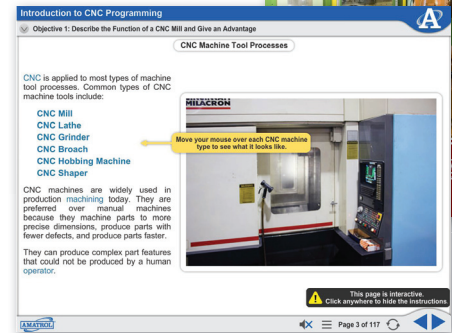 Introduction to CNC Programming
A
Objective 1: Describe the Function of a CNC Mill and Give an Advantage
CNC Machine Tool Processes
CNC is applied to most types of machine
tool processes. Common types of CNC
machine tools include:
CNC Mill
CNC Lathe
CNC Grinder
CNC Broach
CNC Hobbing Machine
CNC Shaper
CNC machines are widely used in
production machining today. They are
preferred over manual machines
because they machine parts to more
precise dimensions, produce parts with
fewer defects, and produce parts faster.
They can produce complex part features
that could not be produced by a human
operator.
MILACRON
Move your mouse over each CNC machine
type to see what it looks like.
This page is interactive.
Click anywhere to hide the instructions
AMATROL
Page 3 of 117